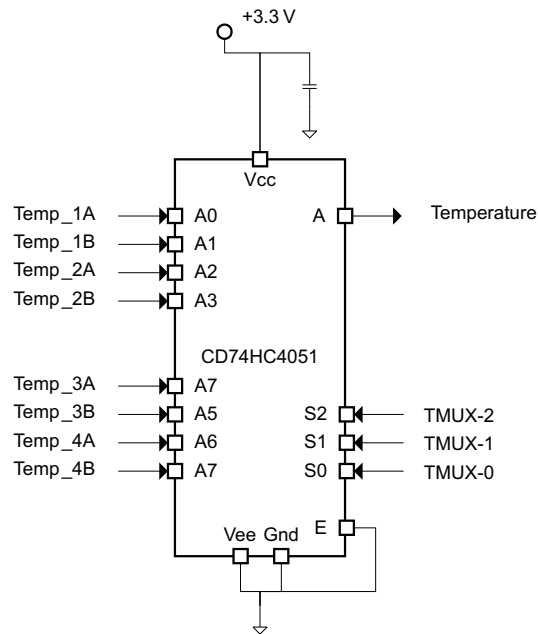 +3.3 V
Vcc
Temp_1A A0 A Temperature
Temp_1B A1
Temp_2A A2
Temp_2B A3
CD74HC4051
Temp_3A A7
Temp_3B A5 S2 TMUX-2
Temp_4A A6 S1 TMUX-1
Temp_4B A7 S0 TMUX-0
E
Vee Gnd